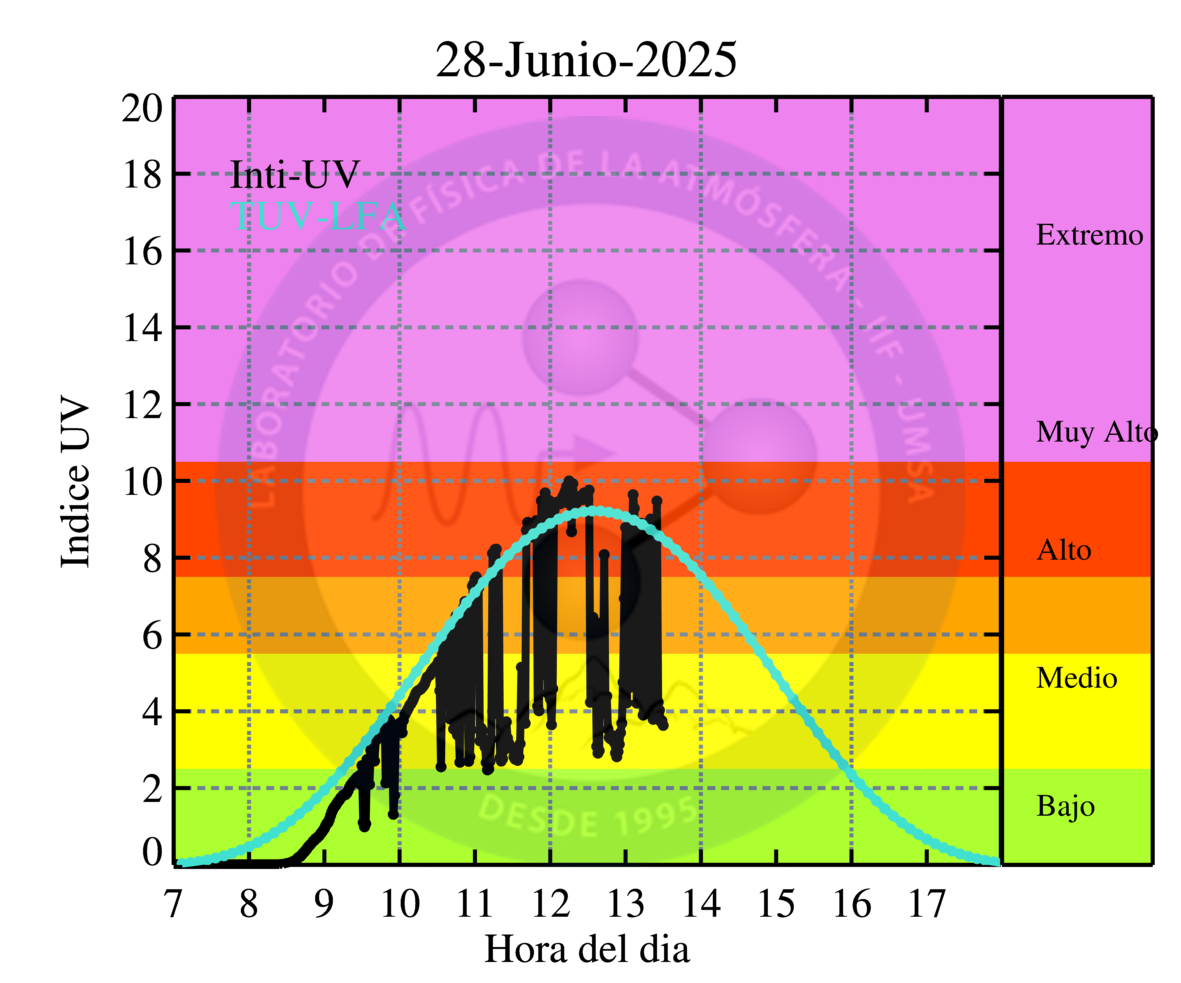 28-Junio-2025
Inti-UV
TUV-LFA
Indice UV
20
18
16
14
12
10
8
6
4
2
0
7 8 9 10 11 12 13 14 15 16 17
Hora del dia
Extremo
Muy Alto
Alto
Medio
Bajo
LABORATORIO DE FÍSICA DE LA ATMÓSFERA - IIF - UMSA
DESDE 1995